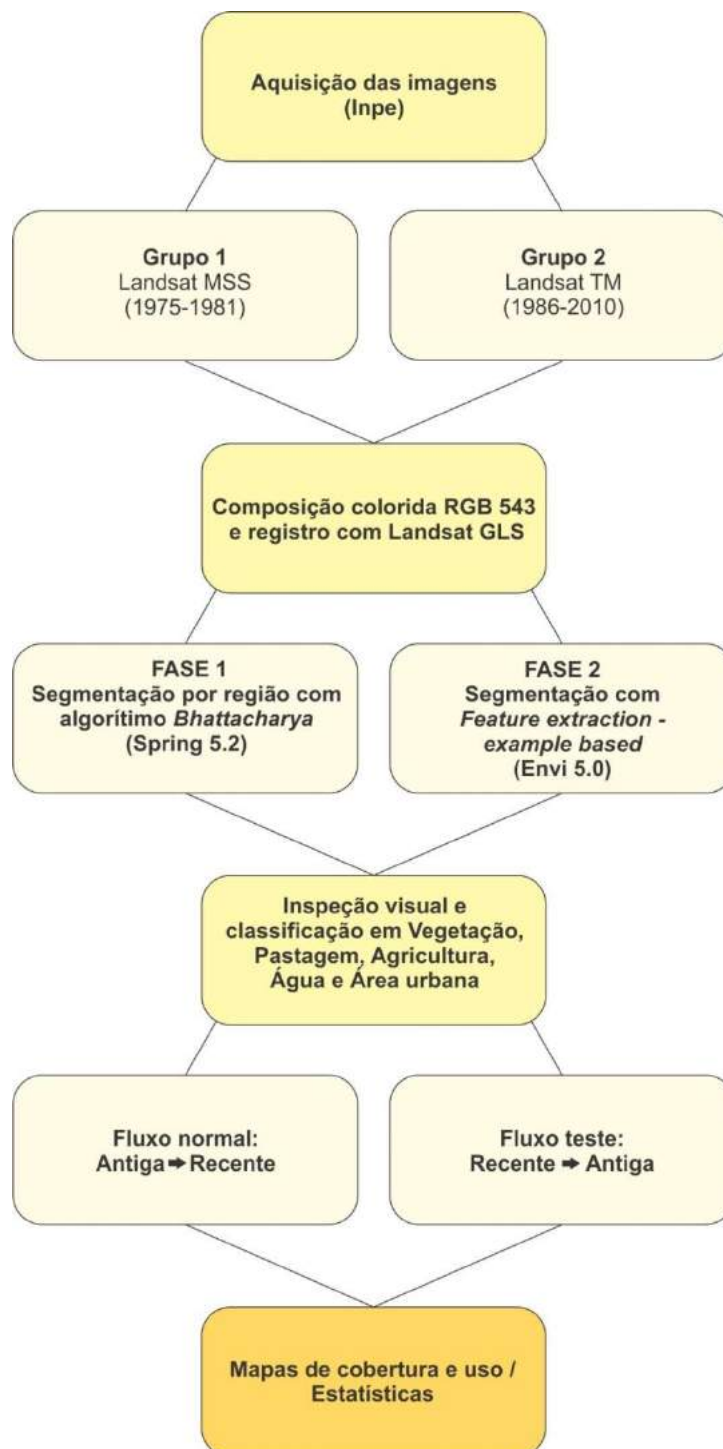 Aquisição das imagens
(Inpe)
Grupo 1
Landsat MSS
(1975-1981)
Grupo 2
Landsat TM
(1986-2010)
Composição colorida RGB 543
e registro com Landsat GLS
FASE 1
Segmentação por região com
algorítimo Bhattacharya
(Spring 5.2)
FASE 2
Segmentação com
Feature extraction -
example based
(Envi 5.0)
Inspeção visual e
classificação em Vegetação,
Pastagem, Agricultura,
Água e Área urbana
Fluxo normal:
Antiga➡Recente
Fluxo teste:
Recente ➡ Antiga
Mapas de cobertura e uso /
Estatísticas